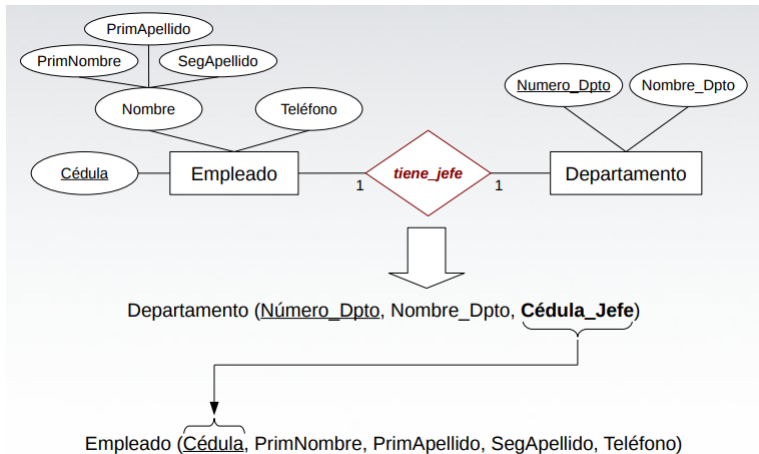 PrimApellido
PrimNombre
SegApellido
Nombre
Teléfono
Numero_Dpto
Nombre_Dpto
Cédula
Empleado
1
tiene_jefe
1
Departamento
Departamento (Número_Dpto, Nombre_Dpto, Cédula_Jefe)
Empleado (Cédula, PrimNombre, PrimApellido, SegApellido, Teléfono)